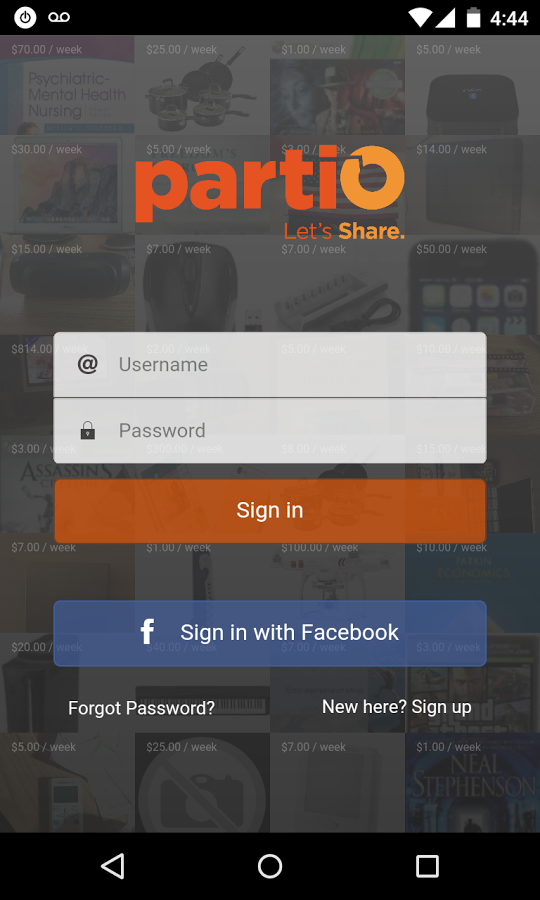 4:44
$70.00 / week
$25.00 / week
$1.00 / week
$5.00 / week
Psychiatric-
Mental Health
Nursing
$30.00 / week
$5.00 / week
$3.00 / week
$14.00 / week
partio
Let's Share.
$15.00 / week
$7.00 / week
$7.00 / week
$50.00 / week
$814.00 / week
$2.00 / week
$5.00 / week
$10.00 / week
@ Username
Password
$3.00 / week
$300.00 / week
$8.00 / week
$15.00 / week
ASSASSIN'S
Sign in
$7.00 / week
$1.00 / week
$100.00 / week
$10.00 / week
ECONOMICS
f Sign in with Facebook
$20.00 / week
$40.00 / week
$7.00 / week
$3.00 / week
Forgot Password?
New here? Sign up
$5.00 / week
$25.00 / week
$7.00 / week
$1.00 / week
NEAL
STEPHENSON